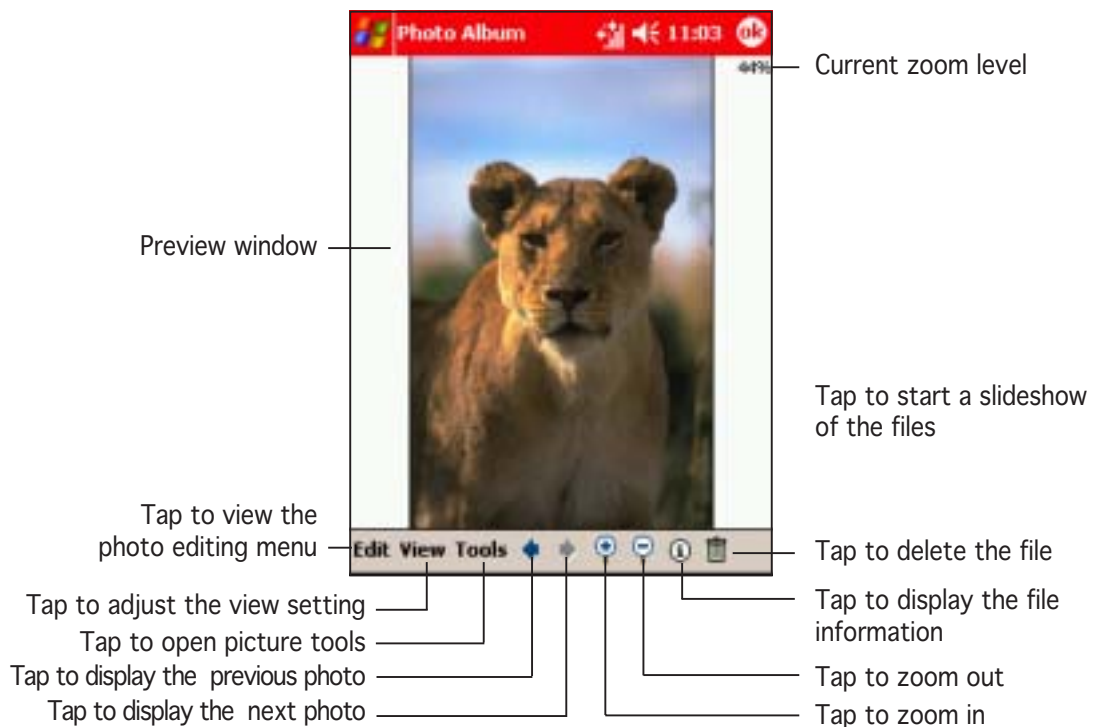 Photo Album 11:03 ok
44%
Current zoom level
Preview window
Tap to start a slideshow
of the files
Tap to view the
photo editing menu
Edit View Tools
Tap to delete the file
Tap to adjust the view setting
Tap to display the file
information
Tap to open picture tools
Tap to display the previous photo
Tap to zoom out
Tap to display the next photo
Tap to zoom in